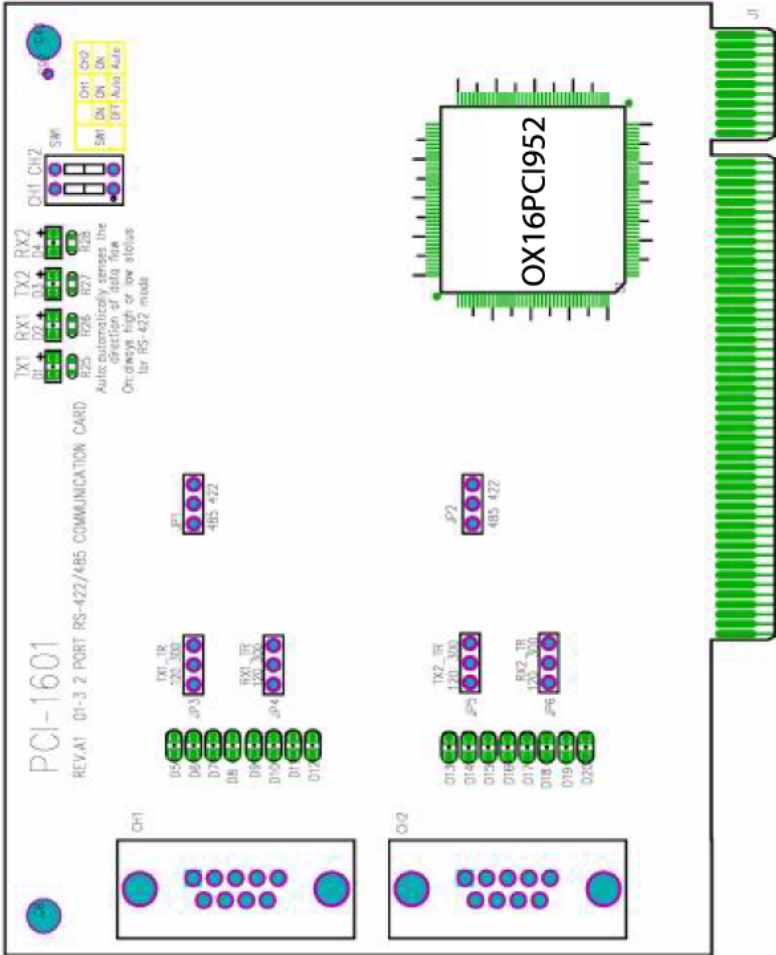 PCI-1601
REV.A1 01-3 2 PORT RS-422/485 COMMUNICATION CARD
TX1 RX1 TX2 RX2
D1 D2 D3 D4
R25 R26 R27 R28
Auto:automatically senses the
direction of data flow
On:always high or low status
for RS-422 mode
CH1 CH2
SW1
CH1 CH2
SW1 ON ON ON
OFF Auto Auto
JP1
485 422
JP2
485 422
TX1_TR
120 300
JP3
RX1_TR
120 300
JP4
TX2_TR
120 300
JP5
RX2_TR
120 300
JP6
D5
D6
D7
D8
D9
D10
D1
D12
D13
D14
D15
D16
D17
D18
D19
D20
CH1
CH2
OX16PCI952
J1